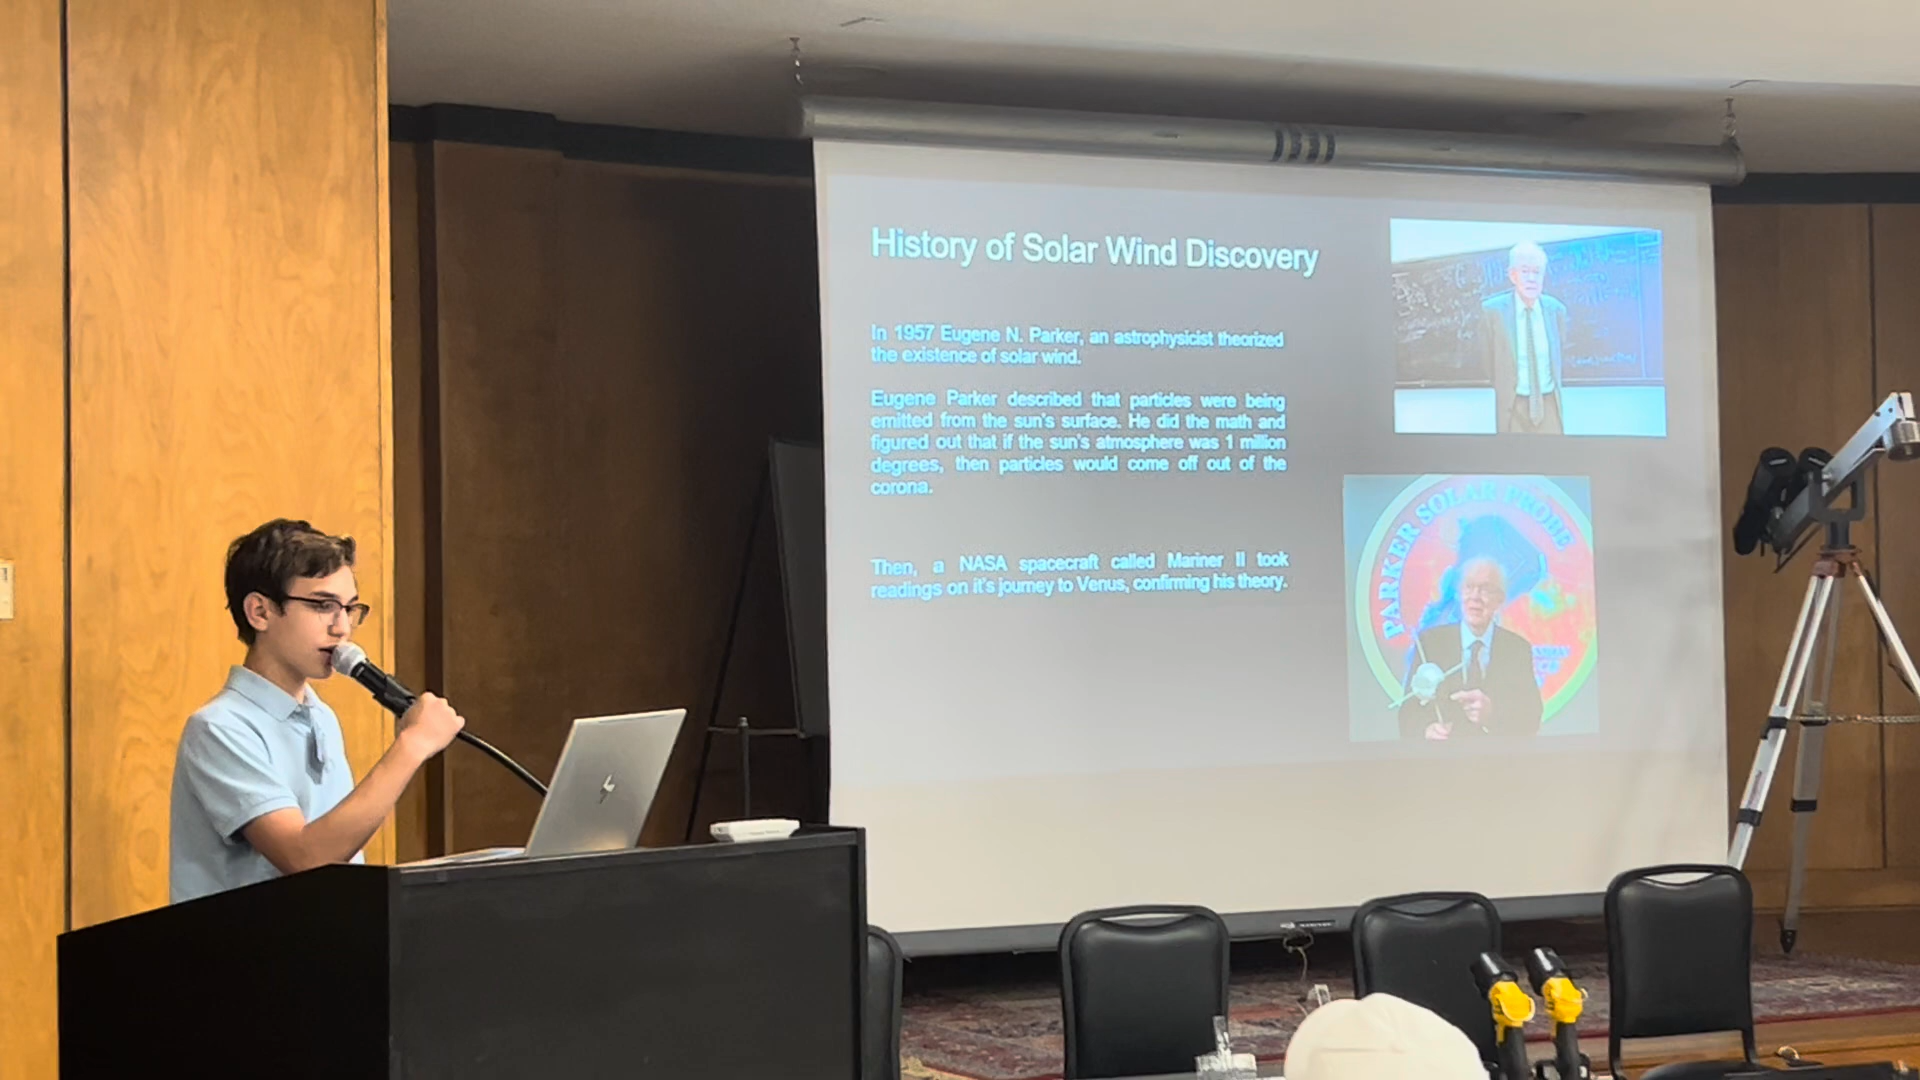 History of Solar Wind Discovery
In 1957 Eugene N. Parker, an astrophysicist theorized
the existence of solar wind.
Eugene Parker described that particles were being
emitted from the sun's surface. He did the math and
figured out that if the sun's atmosphere was 1 million
degrees, then particles would come off out of the
corona.
Then, a NASA spacecraft called Mariner II took
readings on it's journey to Venus, confirming his theory.
PARKER SOLAR PROBE